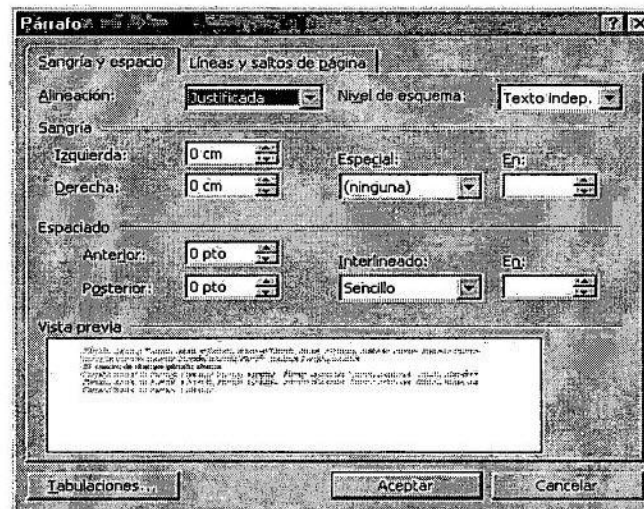 Párrafo
Sangría y espacio Líneas y saltos de página
Alineación: Justificada Nivel de esquema: Texto indep.
Sangría
Izquierda: 0 cm Especial: En:
Derecha: 0 cm (ninguna)
Espaciado
Anterior: 0 pto Interlineado: En:
Posterior: 0 pto Sencillo
Vista previa
Tabulaciones... Aceptar Cancelar